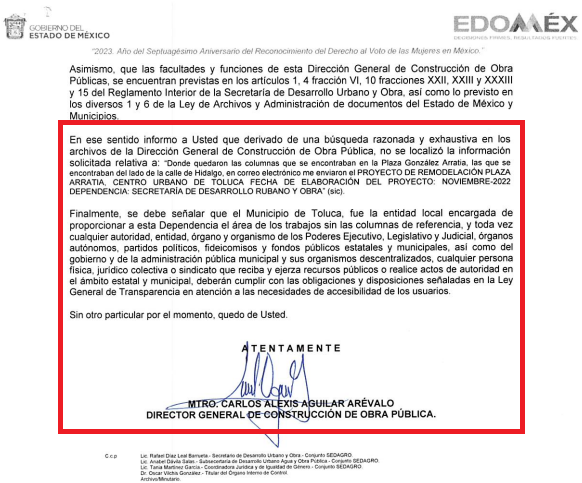 GOBIERNO DEL
ESTADO DE MÉXICO
EDOMÉX
DECISIONES FIRMES, RESULTADOS FUERTES.
"2023. Año del Septuagésimo Aniversario del Reconocimiento del Derecho al Voto de las Mujeres en México."
Asimismo, que las facultades y funciones de esta Dirección General de Construcción de Obra
Públicas, se encuentran previstas en los artículos 1, 4 fracción VI, 10 fracciones XXII, XXIII y XXXIII
y 15 del Reglamento Interior de la Secretaría de Desarrollo Urbano y Obra, así como lo previsto en
los diversos 1 y 6 de la Ley de Archivos y Administración de documentos del Estado de México y
Municipios.
En ese sentido informo a Usted que derivado de una búsqueda razonada y exhaustiva en los
archivos de la Dirección General de Construcción de Obra Pública, no se localizó la información
solicitada relativa a: "Donde quedaron las columnas que se encontraban en la Plaza González Arratia, las que se
encontraban del lado de la calle de Hidalgo, en correo electrónico me enviaron el PROYECTO DE REMODELACIÓN PLAZA
ARRATIA, CENTRO URBANO DE TOLUCA FECHA DE ELABORACIÓN DEL PROYECTO: NOVIEMBRE-2022
DEPENDENCIA: SECRETARÍA DE DESARROLLO RUBANO Y OBRA" (sic).
Finalmente, se debe señalar que el Municipio de Toluca, fue la entidad local encargada de
proporcionar a esta Dependencia el área de los trabajos sin las columnas de referencia, y toda vez
cualquier autoridad, entidad, órgano y organismo de los Poderes Ejecutivo, Legislativo y Judicial, órganos
autónomos, partidos políticos, fideicomisos y fondos públicos estatales y municipales, así como del
gobierno y de la administración pública municipal y sus organismos descentralizados, cualquier persona
física, jurídico colectiva o sindicato que reciba y ejerza recursos públicos o realice actos de autoridad en
el ámbito estatal y municipal, deberán cumplir con las obligaciones y disposiciones señaladas en la Ley
General de Transparencia en atención a las necesidades de accesibilidad de los usuarios.
Sin otro particular por el momento, quedo de Usted.
ATENTAMENTE
MTRO. CARLOS ALEXIS AGUILAR ARÉVALO
DIRECTOR GENERAL DE CONSTRUCCIÓN DE OBRA PÚBLICA.
C.c.p Lic. Rafael Díaz Leal Barrueta.- Secretario de Desarrollo Urbano y Obra - Conjunto SEDAGRO.
Lic. Anabel Dávila Salas - Subsecretaría de Desarrollo Urbano Agua y Obra Pública - Conjunto SEDAGRO.
Lic. Tania Martínez García - Coordinadora Jurídica y de Igualdad de Género - Conjunto SEDAGRO.
Dr. Oscar Vilchis González - Titular del Órgano Interno de Control.
Archivo/Minutario.